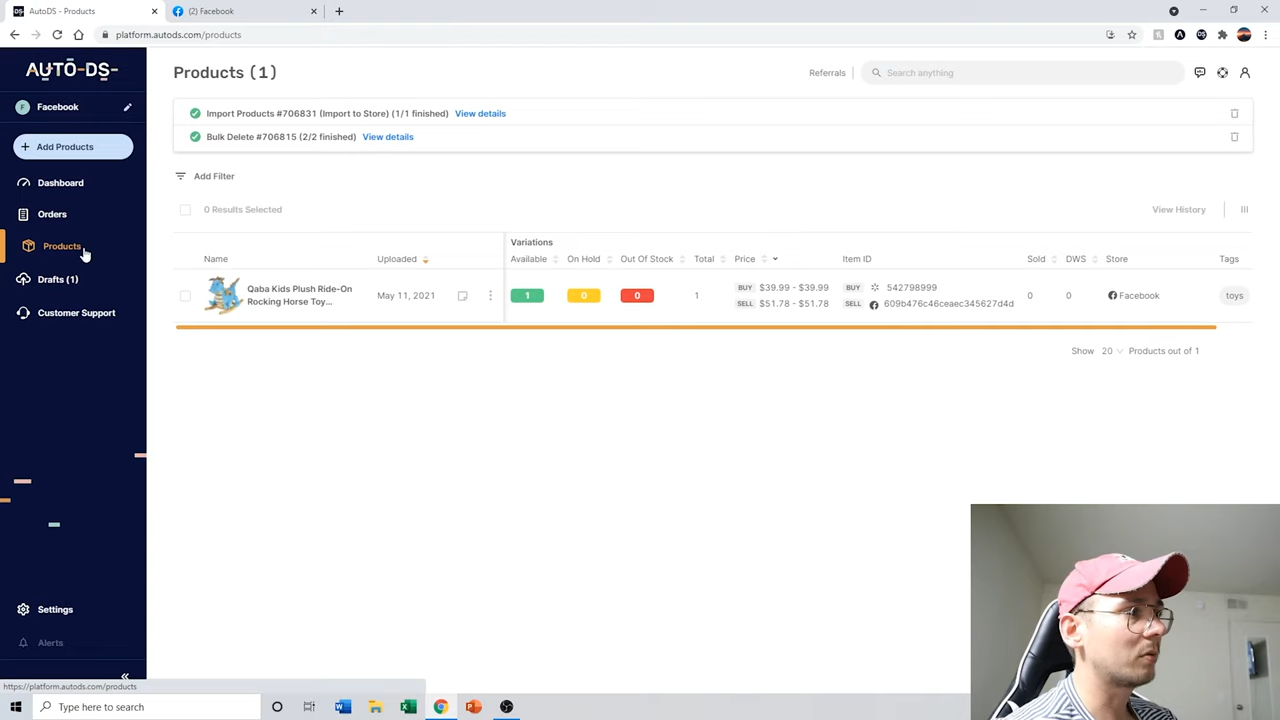 AutoDS - Products
(2) Facebook
platform.autods.com/products
AUTO-DS
F Facebook
Add Products
Dashboard
Orders
Products
Drafts (1)
Customer Support
Settings
Alerts
Products (1)
Referrals
Search anything
Import Products #706831 (Import to Store) (1/1 finished) View details
Bulk Delete #706815 (2/2 finished) View details
Add Filter
0 Results Selected
View History
Variations
Name Uploaded Available On Hold Out Of Stock Total Price Item ID Sold DWS Store Tags
Qaba Kids Plush Ride-On
Rocking Horse Toy...
May 11, 2021
1 0 0 1
BUY $39.99 - $39.99 BUY 542798999
SELL $51.78 - $51.78 SELL 609b476c46ceaec345627d4d
0 0 Facebook toys
Show 20 Products out of 1
https://platform.autods.com/products
Type here to search